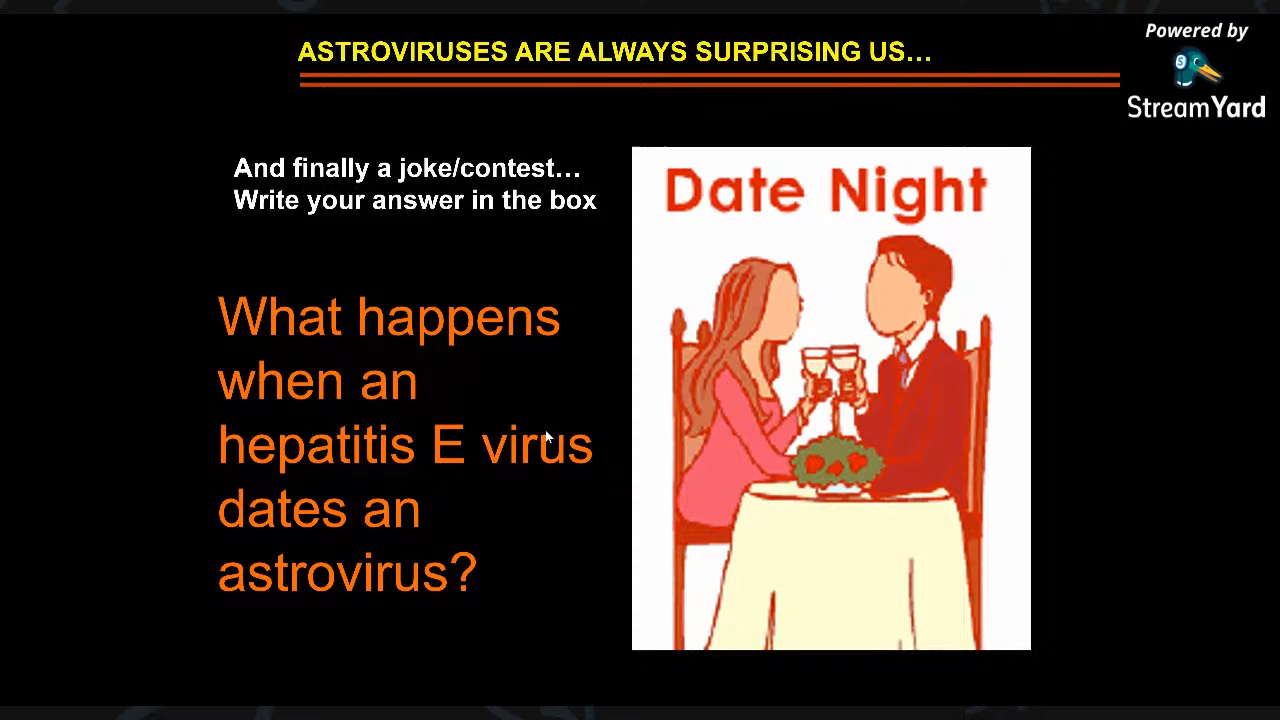 ASTROVIRUSES ARE ALWAYS SURPRISING US...
Powered by
S
StreamYard
And finally a joke/contest...
Write your answer in the box
Date Night
What happens
when an
hepatitis E virus
dates an
astrovirus?